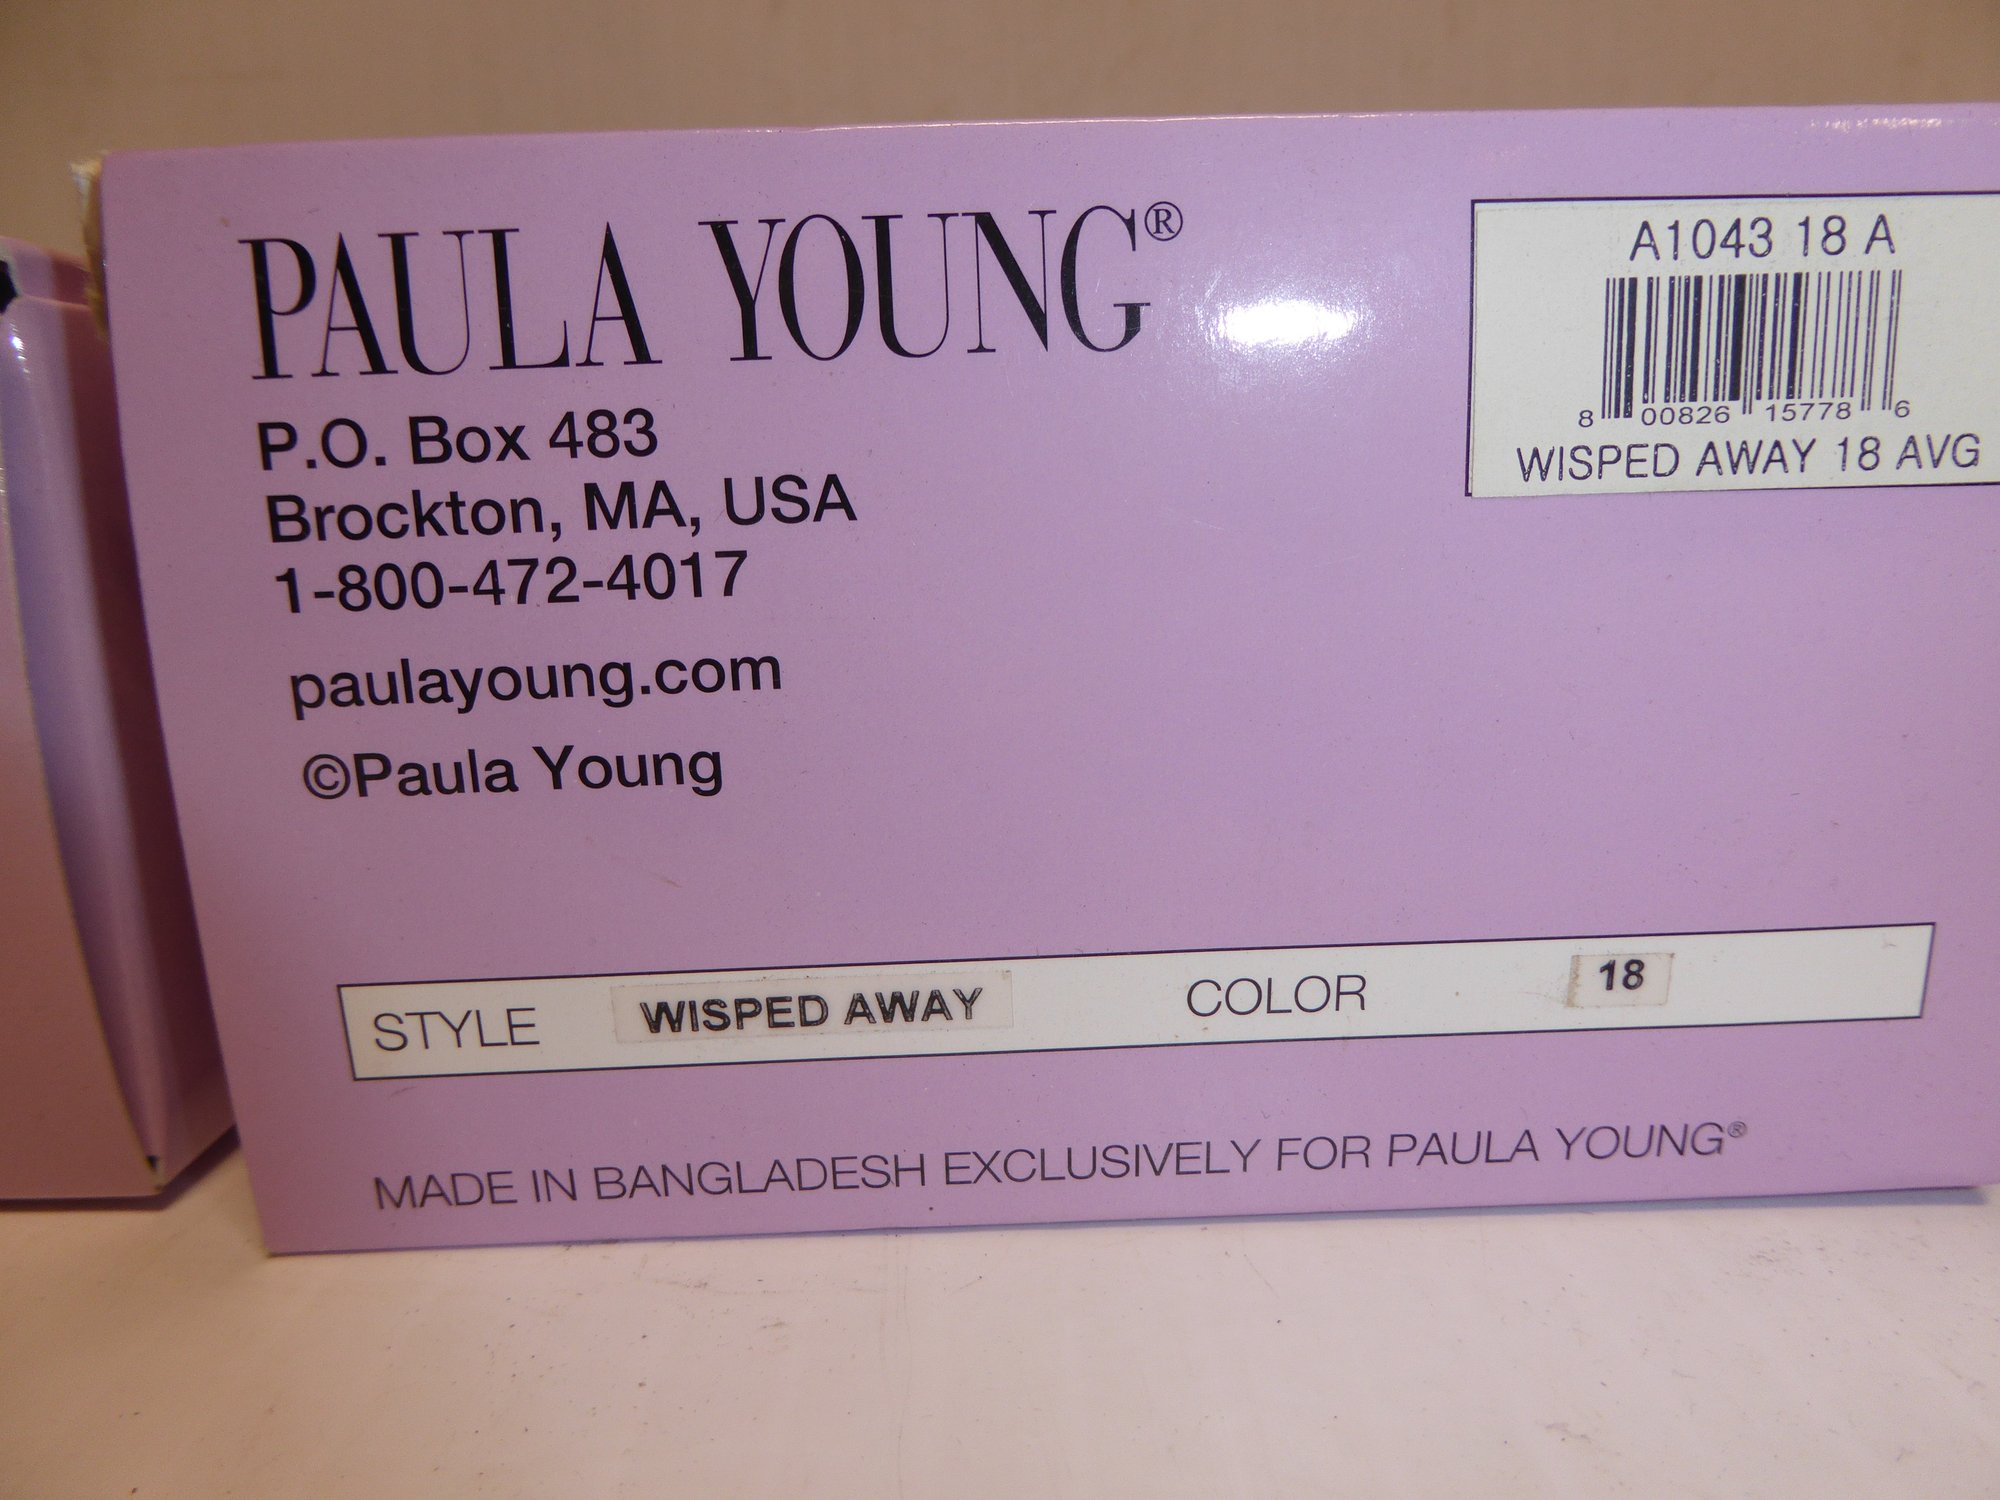 PAULA YOUNG®
P.O. Box 483
Brockton, MA, USA
1-800-472-4017
paulayoung.com
©Paula Young
A1043 18 A
8 00826 15778 6
WISPED AWAY 18 AVG
STYLE WISPED AWAY COLOR 18
MADE IN BANGLADESH EXCLUSIVELY FOR PAULA YOUNG®